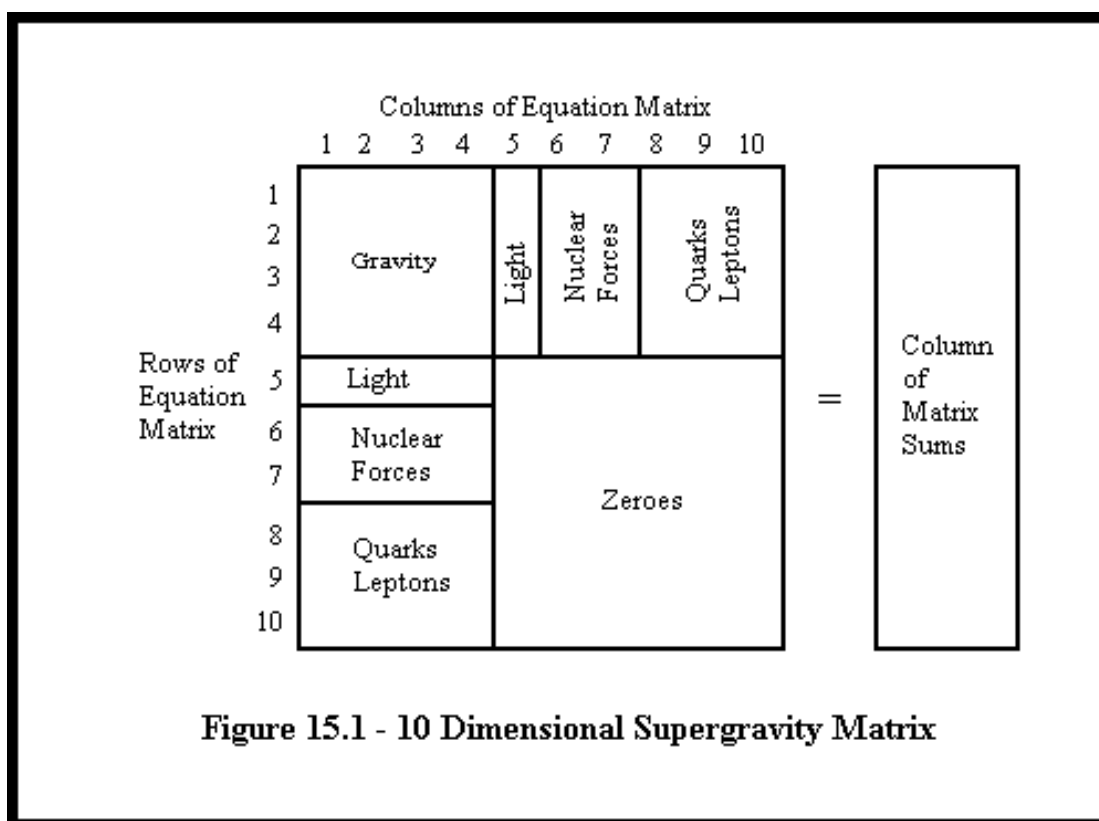 Columns of Equation Matrix
1 2 3 4 5 6 7 8 9 10
1
2
3
4
5
6
7
8
9
10
Rows of
Equation
Matrix
Gravity
Light
Nuclear
Forces
Quarks
Leptons
Light
Nuclear
Forces
Quarks
Leptons
Zeroes
=
Column
of
Matrix
Sums
Figure 15.1 - 10 Dimensional Supergravity Matrix